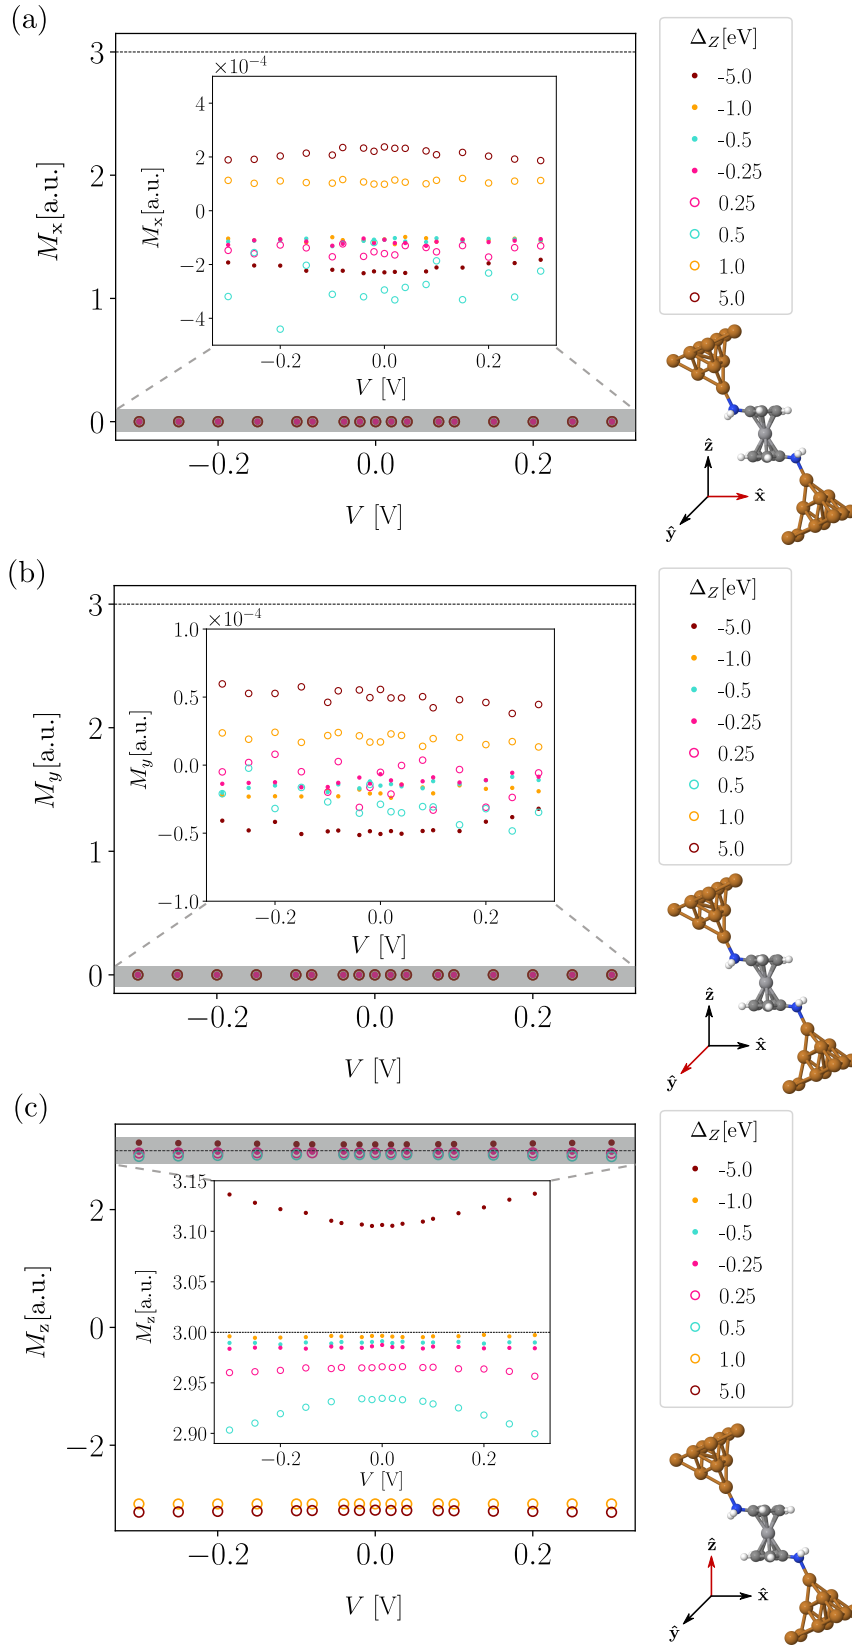 (a)
×10⁻⁴
3
2
1
0
Mₓ[a.u.]
4
2
0
−2
−4
Mₓ[a.u.]
−0.2
0.0
0.2
V [V]
−0.2
0.0
0.2
V [V]
Δ_Z[eV]
-5.0
-1.0
-0.5
-0.25
0.25
0.5
1.0
5.0
ẑ
x̂
ŷ
(b)
×10⁻⁴
3
2
1
0
M_y[a.u.]
1.0
0.5
0.0
−0.5
−1.0
M_y[a.u.]
−0.2
0.0
0.2
V [V]
−0.2
0.0
0.2
V [V]
Δ_Z[eV]
-5.0
-1.0
-0.5
-0.25
0.25
0.5
1.0
5.0
ẑ
x̂
ŷ
(c)
2
0
−2
M_z[a.u.]
3.15
3.10
3.05
3.00
2.95
2.90
M_z[a.u.]
−0.2
0.0
0.2
V [V]
−0.2
0.0
0.2
V [V]
Δ_Z[eV]
-5.0
-1.0
-0.5
-0.25
0.25
0.5
1.0
5.0
ẑ
x̂
ŷ